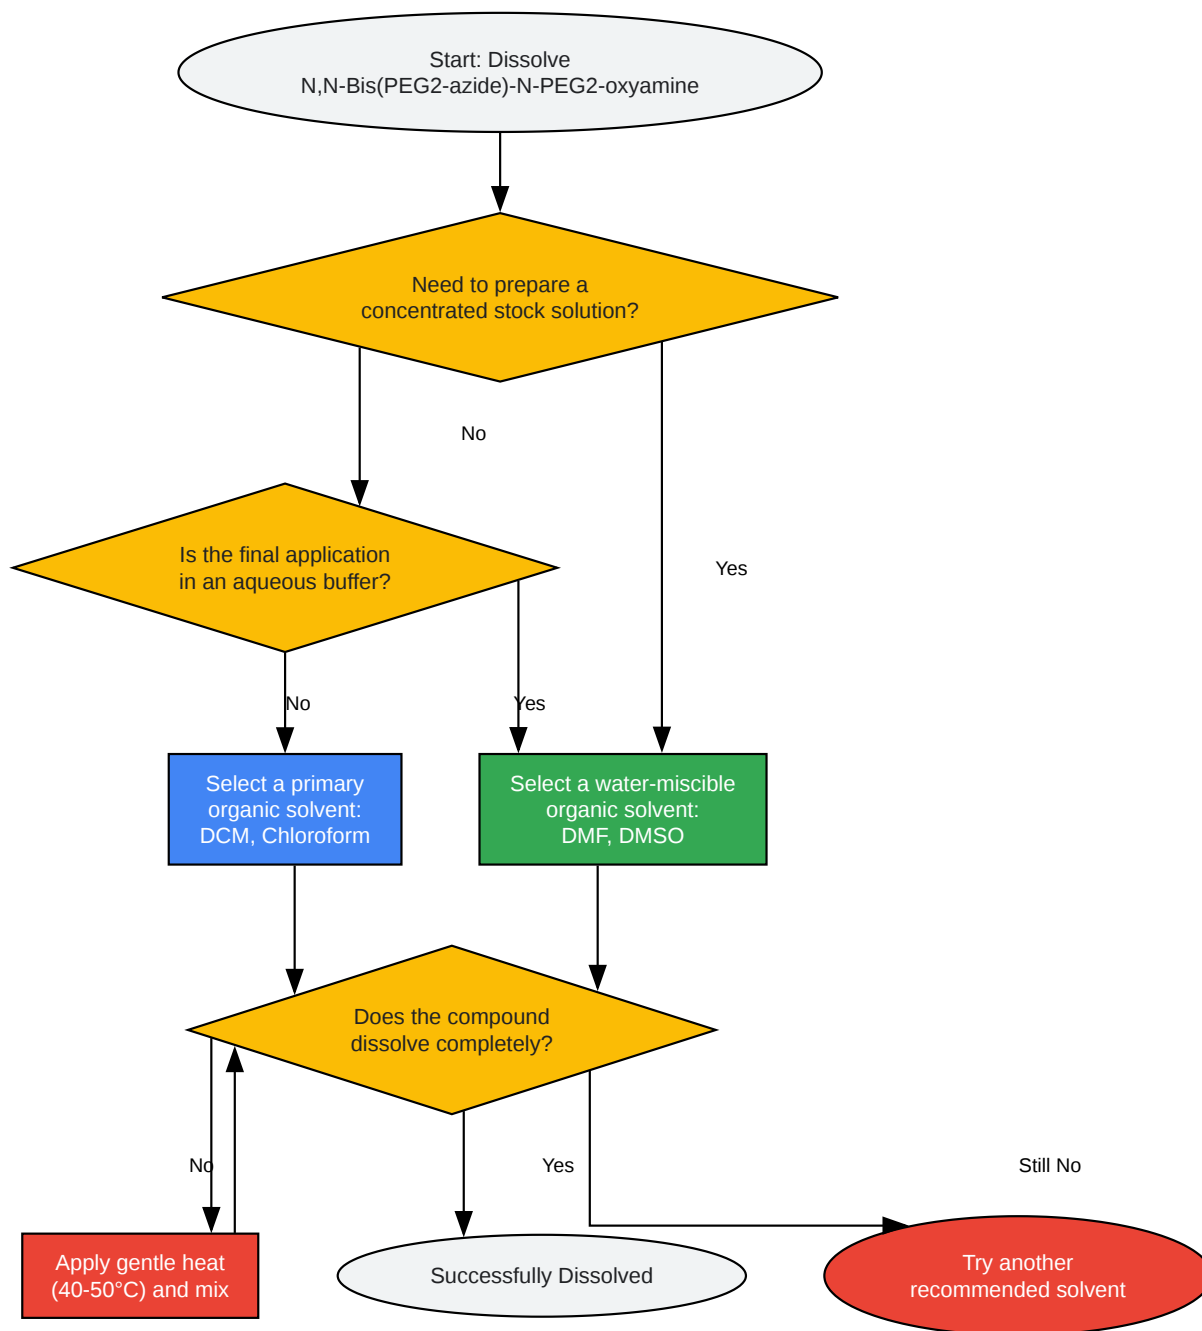 Start: Dissolve
N,N-Bis(PEG2-azide)-N-PEG2-oxyamine
Need to prepare a
concentrated stock solution?
No
Is the final application
in an aqueous buffer?
Yes
No
Yes
Select a primary
organic solvent:
DCM, Chloroform
Select a water-miscible
organic solvent:
DMF, DMSO
Does the compound
dissolve completely?
No
Yes
Still No
Apply gentle heat
(40-50°C) and mix
Successfully Dissolved
Try another
recommended solvent